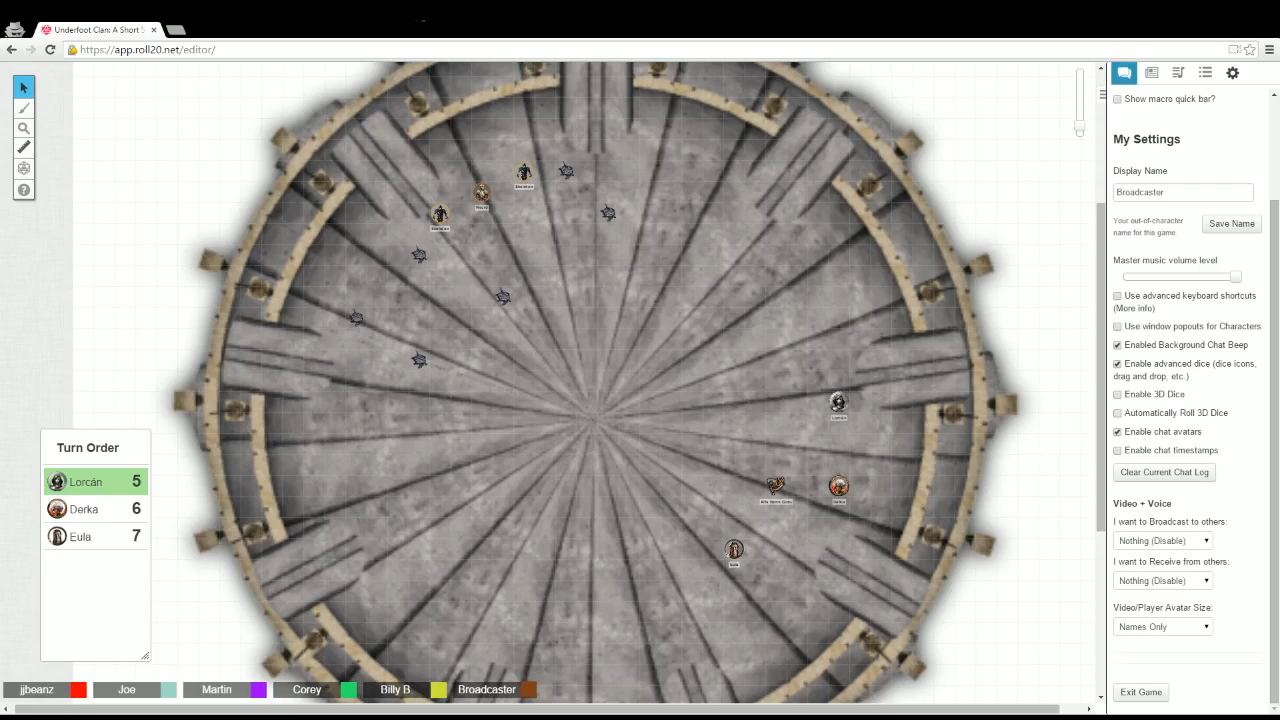 Underfoot Clan: A Short S
https://app.roll20.net/editor/
Show macro quick bar?
My Settings
Display Name
Broadcaster
Your out-of-character
name for this game.
Save Name
Master music volume level
Use advanced keyboard shortcuts
(More info)
Use window popouts for Characters
Enabled Background Chat Beep
Enable advanced dice (dice icons,
drag and drop, etc.)
Enable 3D Dice
Automatically Roll 3D Dice
Enable chat avatars
Enable chat timestamps
Clear Current Chat Log
Video + Voice
I want to Broadcast to others:
Nothing (Disable)
I want to Receive from others:
Nothing (Disable)
Video/Player Avatar Size:
Names Only
Exit Game
Skeleton
Skeleton
Lorcán
Derka
Eula
Turn Order
Lorcán 5
Derka 6
Eula 7
jjbeanz
Joe
Martin
Corey
Billy B.
Broadcaster